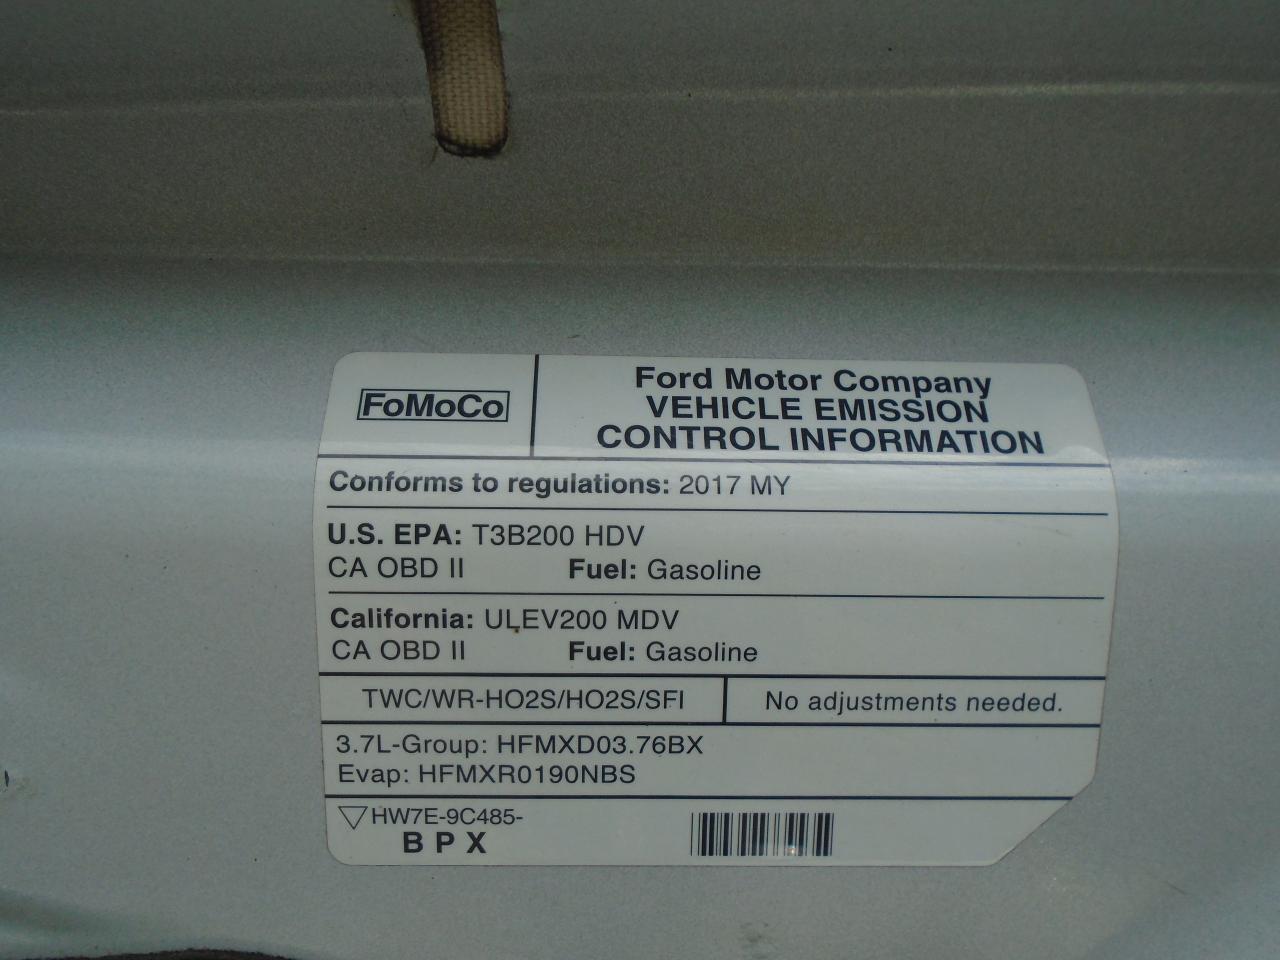 FoMoCo
Ford Motor Company
VEHICLE EMISSION
CONTROL INFORMATION
Conforms to regulations: 2017 MY
U.S. EPA: T3B200 HDV
CA OBD II Fuel: Gasoline
California: ULEV200 MDV
CA OBD II Fuel: Gasoline
TWC/WR-HO2S/HO2S/SFI No adjustments needed.
3.7L-Group: HFMXD03.76BX
Evap: HFMXR0190NBS
HW7E-9C485-
B P X